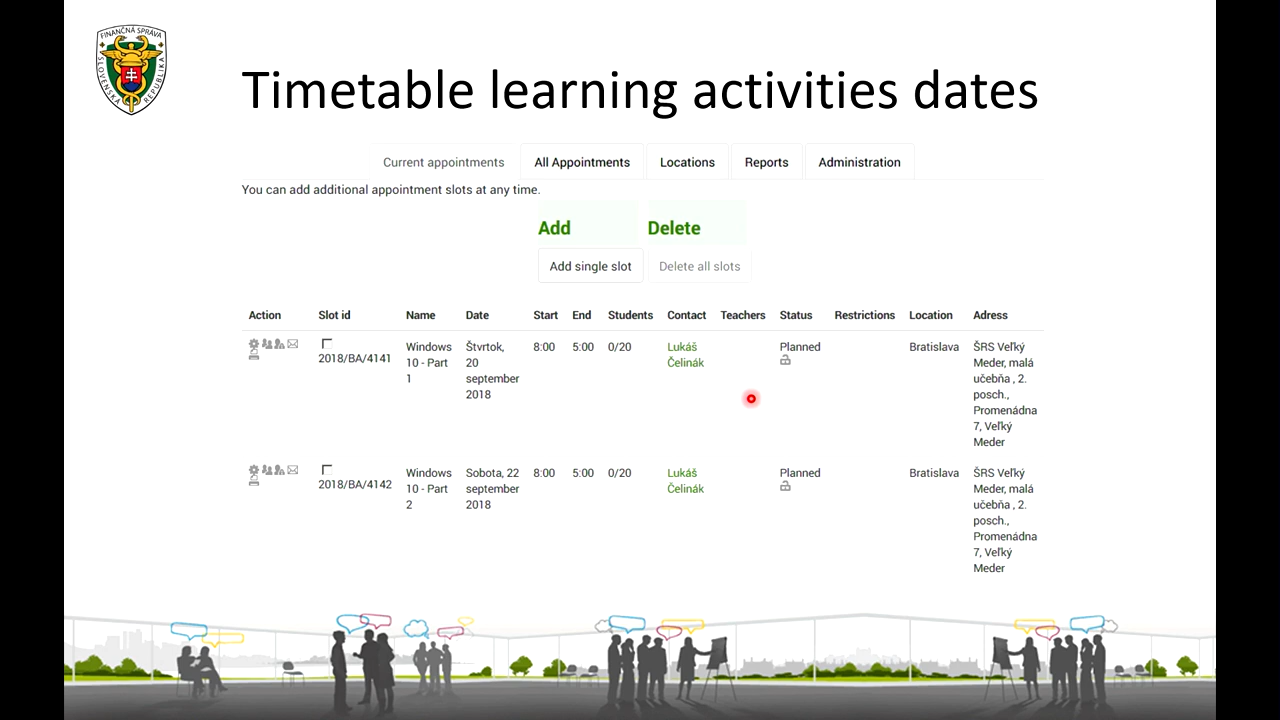 FINANČNÁ SPRÁVA
SLOVENSKÁ REPUBLIKA
Timetable learning activities dates
Current appointments All Appointments Locations Reports Administration
You can add additional appointment slots at any time.
Add Delete
Add single slot Delete all slots
Action Slot id Name Date Start End Students Contact Teachers Status Restrictions Location Adress
2018/BA/4141 Windows 10 - Part 1 Štvrtok, 20 september 2018 8:00 5:00 0/20 Lukáš Čelinák Planned Bratislava ŠRS Veľký Meder, malá učebňa , 2. posch., Promenádna 7, Veľký Meder
2018/BA/4142 Windows 10 - Part 2 Sobota, 22 september 2018 8:00 5:00 0/20 Lukáš Čelinák Planned Bratislava ŠRS Veľký Meder, malá učebňa , 2. posch., Promenádna 7, Veľký Meder